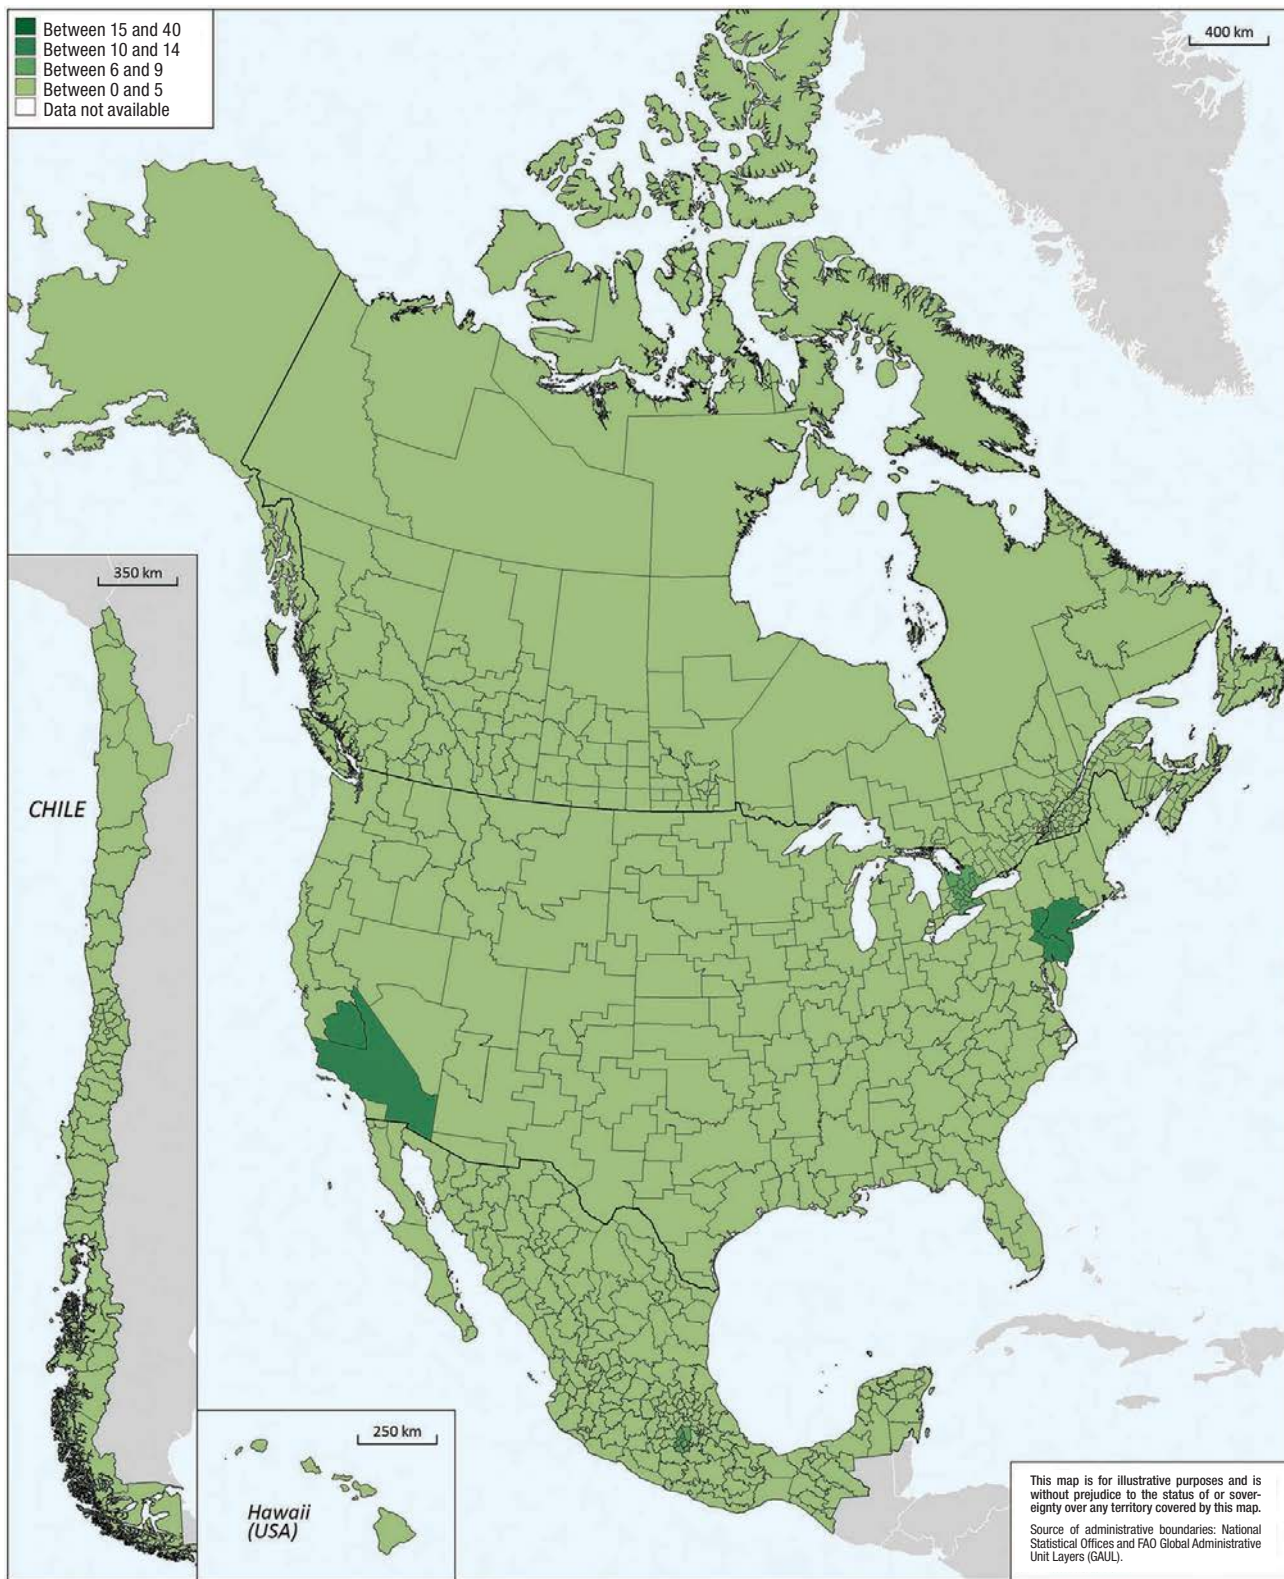 Between 15 and 40
Between 10 and 14
Between 6 and 9
Between 0 and 5
Data not available
400 km
350 km
CHILE
250 km
Hawaii
(USA)
This map is for illustrative purposes and is
without prejudice to the status of or sover-
eignty over any territory covered by this map.
Source of administrative boundaries: National
Statistical Offices and FAO Global Administrative
Unit Layers (GAUL).